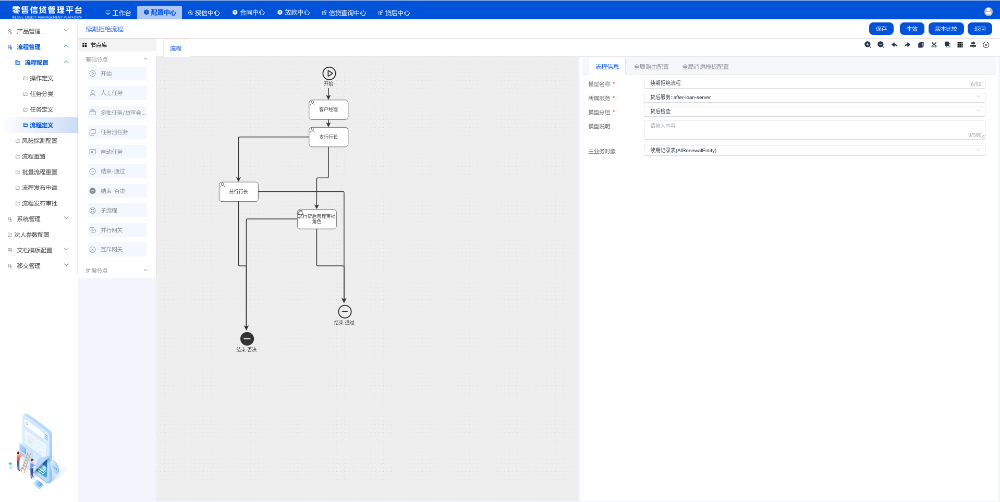 零售信贷管理平台
RETAIL CREDIT MANAGEMENT PLATFORM
工作台
配置中心
授信中心
合同中心
放款中心
信贷查询中心
贷后中心
产品管理
流程管理
流程配置
操作定义
任务分类
任务定义
流程定义
风险探测配置
流程重置
批量流程重置
流程发布申请
流程发布审批
系统管理
法人参数配置
文档模板配置
移交管理
续期拒绝流程
保存
生效
版本比较
返回
节点库
基础节点
开始
人工任务
多批任务/贷审会...
任务池任务
自动任务
结束-通过
结束-否决
子流程
并行网关
互斥网关
扩展节点
流程
开始
客户经理
支行行长
分行行长
总行贷后管理审批
角色
结束-通过
结束-否决
流程信息
全局路由配置
全局消息模板配置
模型名称 *
续期拒绝流程
6/50
所属服务 *
贷后服务::after-loan-server
模型分组 *
贷后检查
模型说明
请输入内容
0/500
主业务对象
续期记录表(AfRenewalEntity)